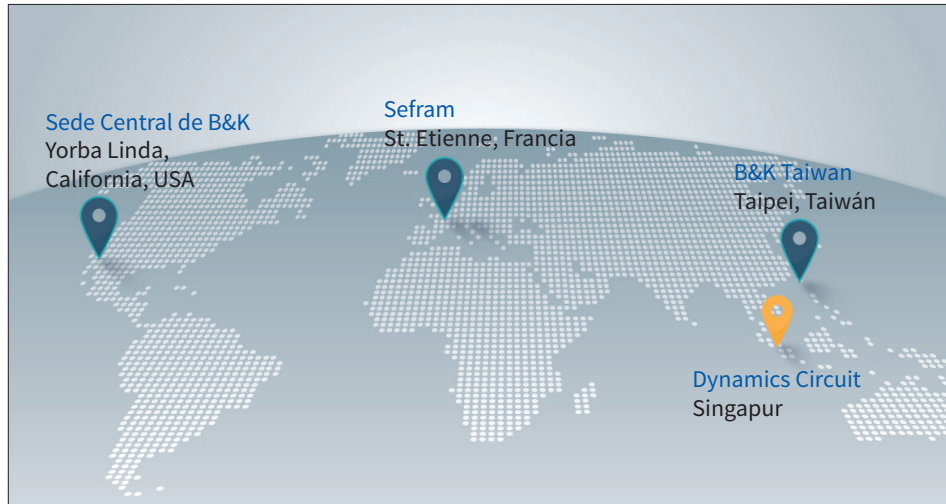 Sede Central de B&K
Yorba Linda,
California, USA
Sefram
St. Etienne, Francia
B&K Taiwan
Taipei, Taiwán
Dynamics Circuit
Singapur